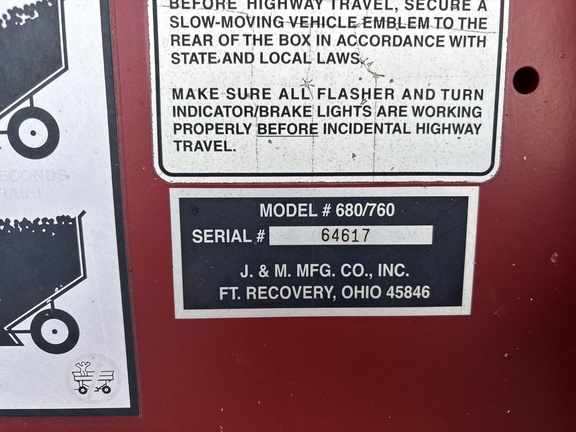 BEFORE HIGHWAY TRAVEL, SECURE A
SLOW-MOVING VEHICLE EMBLEM TO THE
REAR OF THE BOX IN ACCORDANCE WITH
STATE AND LOCAL LAWS.
MAKE SURE ALL FLASHER AND TURN
INDICATOR/BRAKE LIGHTS ARE WORKING
PROPERLY BEFORE INCIDENTAL HIGHWAY
TRAVEL.
MODEL # 680/760
SERIAL # 64617
J. & M. MFG. CO., INC.
FT. RECOVERY, OHIO 45846